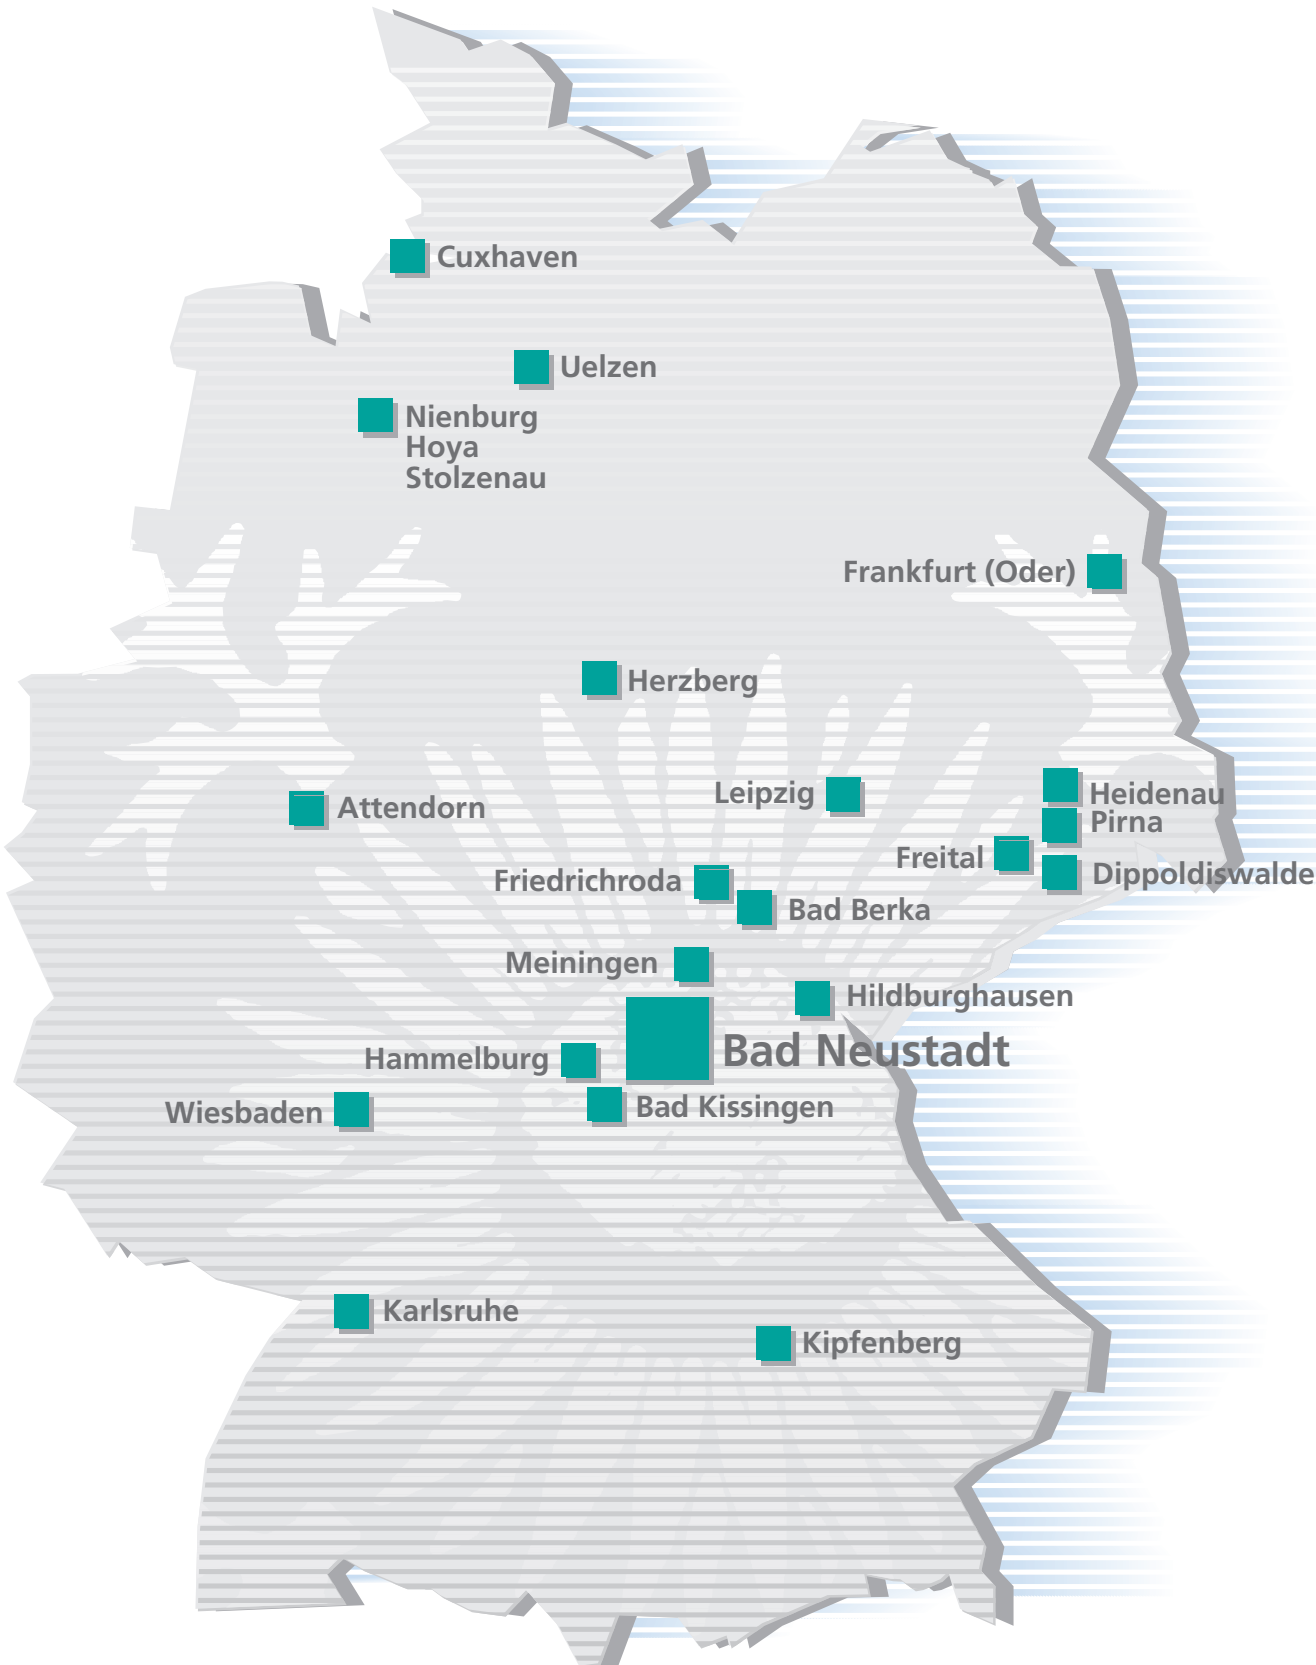 Cuxhaven
Uelzen
Nienburg
Hoya
Stolzenau
Frankfurt (Oder)
Herzberg
Leipzig
Heidenau
Attendorn
Pirna
Freital
Dippoldiswalde
Friedrichroda
Bad Berka
Meiningen
Hildburghausen
Bad Neustadt
Hammelburg
Bad Kissingen
Wiesbaden
Karlsruhe
Kipfenberg